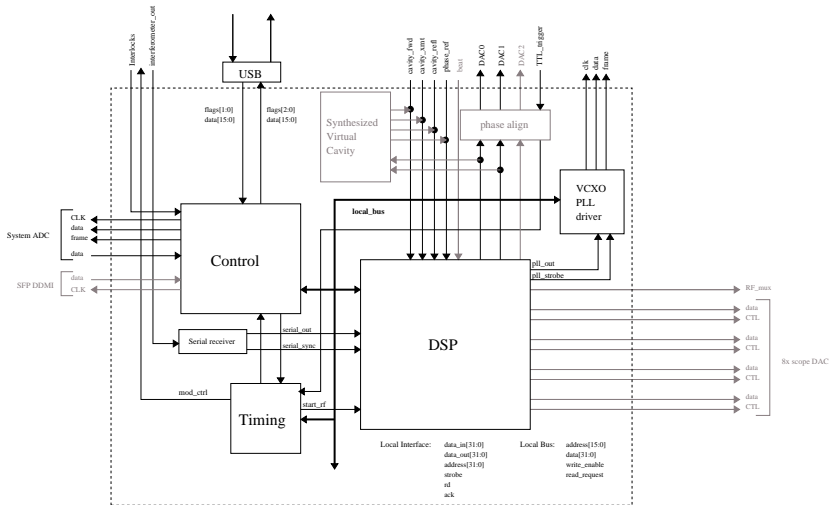 Interlocks
interferometer_out
USB
cavity_fwd
cavity_xmt
cavity_refl
phase_ref
beat
DAC0
DAC1
DAC2
TTL_trigger
clk
data
frame
flags[1:0]
data[15:0]
flags[2:0]
data[15:0]
Synthesized
Virtual
Cavity
phase align
VCXO
PLL
driver
local_bus
System ADC
CLK
data
frame
data
Control
SFP DDMI
data
CLK
pll_out
pll_strobe
RF_mux
data
CTL
data
CTL
data
CTL
data
CTL
8x scope DAC
Serial receiver
serial_out
serial_sync
DSP
mod_ctrl
start_rf
Timing
Local Interface:
data_in[31:0]
data_out[31:0]
address[31:0]
strobe
rd
ack
Local Bus:
address[15:0]
data[31:0]
write_enable
read_request